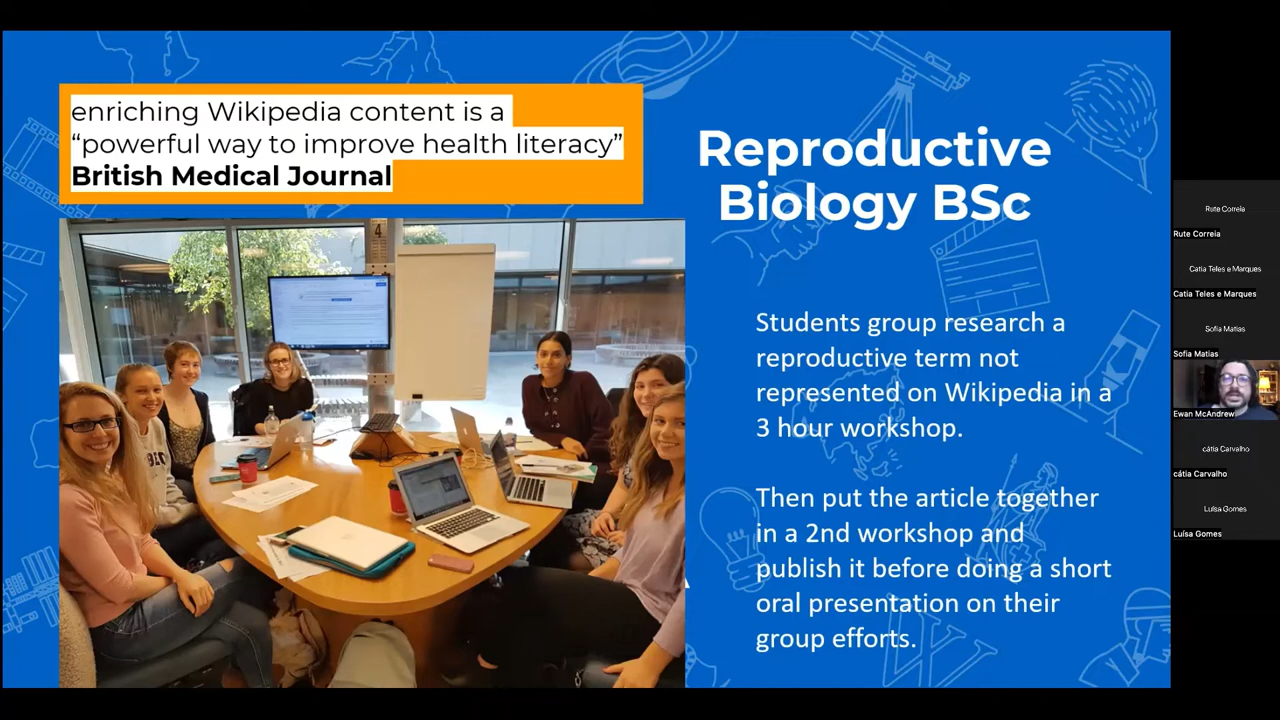 enriching Wikipedia content is a
“powerful way to improve health literacy”
British Medical Journal
Reproductive
Biology BSc
4
Students group research a
reproductive term not
represented on Wikipedia in a
3 hour workshop.
Then put the article together
in a 2nd workshop and
publish it before doing a short
oral presentation on their
group efforts.
Rute Correia
Rute Correia
Catia Teles e Marques
Catia Teles e Marques
Sofia Matias
Sofia Matias
Ewan McAndrew
cátia Carvalho
cátia Carvalho
Luísa Gomes
Luísa Gomes